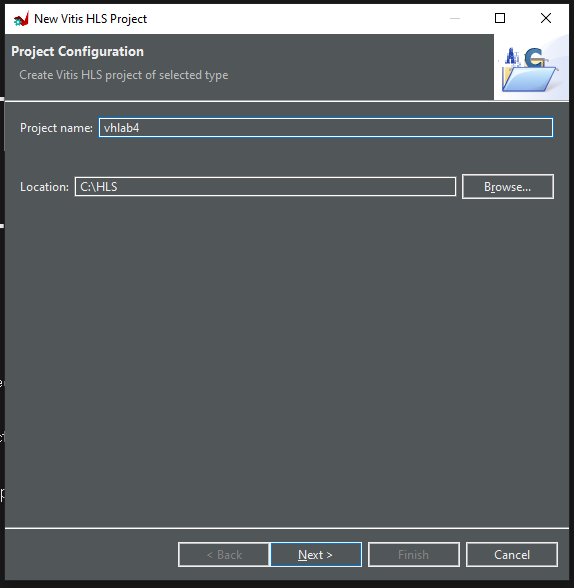 New Vitis HLS Project
Project Configuration
Create Vitis HLS project of selected type
Project name: vhlab4
Location: C:\HLS Browse...
< Back Next > Finish Cancel